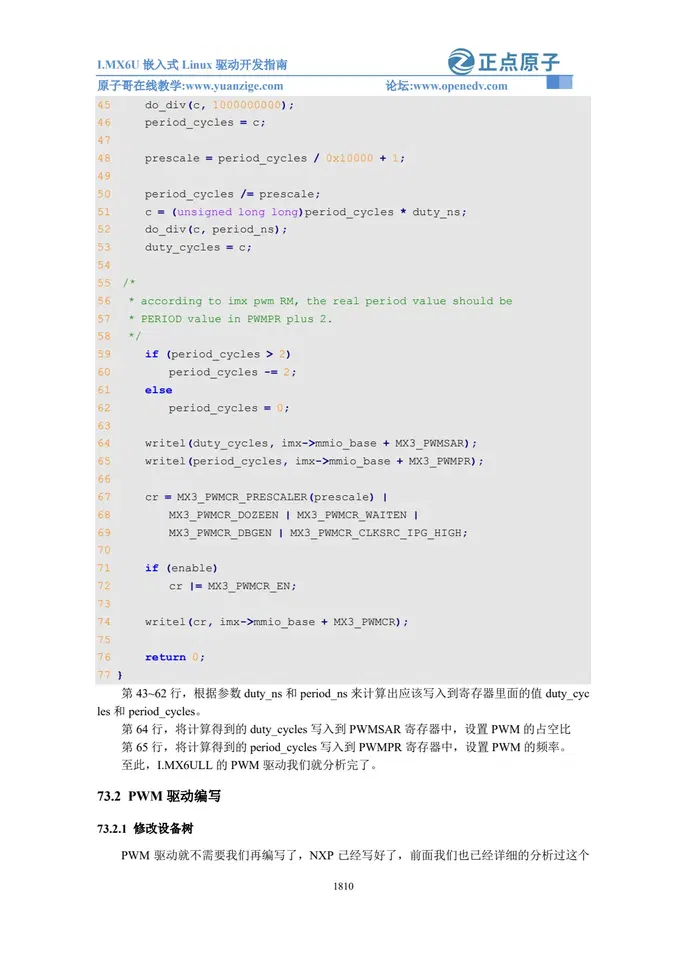 I.MX6U 嵌入式 Linux 驱动开发指南
正点原子
原子哥在线教学:www.yuanzige.com 论坛:www.openedv.com
45 do_div(c, 1000000000);
46 period_cycles = c;
47
48 prescale = period_cycles / 0x10000 + 1;
49
50 period_cycles /= prescale;
51 c = (unsigned long long)period_cycles * duty_ns;
52 do_div(c, period_ns);
53 duty_cycles = c;
54
55 /*
56 * according to imx pwm RM, the real period value should be
57 * PERIOD value in PWMPR plus 2.
58 */
59 if (period_cycles > 2)
60 period_cycles -= 2;
61 else
62 period_cycles = 0;
63
64 writel(duty_cycles, imx->mmio_base + MX3_PWMSAR);
65 writel(period_cycles, imx->mmio_base + MX3_PWMPR);
66
67 cr = MX3_PWMCR_PRESCALER(prescale) |
68 MX3_PWMCR_DOZEEN | MX3_PWMCR_WAITEN |
69 MX3_PWMCR_DBGEN | MX3_PWMCR_CLKSRC_IPG_HIGH;
70
71 if (enable)
72 cr |= MX3_PWMCR_EN;
73
74 writel(cr, imx->mmio_base + MX3_PWMCR);
75
76 return 0;
77 }
第 43~62 行，根据参数 duty_ns 和 period_ns 来计算出应该写入到寄存器里面的值 duty_cyc
les 和 period_cycles。
第 64 行，将计算得到的 duty_cycles 写入到 PWMSAR 寄存器中，设置 PWM 的占空比
第 65 行，将计算得到的 period_cycles 写入到 PWMPR 寄存器中，设置 PWM 的频率。
至此，I.MX6ULL 的 PWM 驱动我们就分析完了。
73.2 PWM 驱动编写
73.2.1 修改设备树
PWM 驱动就不需要我们再编写了，NXP 已经写好了，前面我们也已经详细的分析过这个
1810